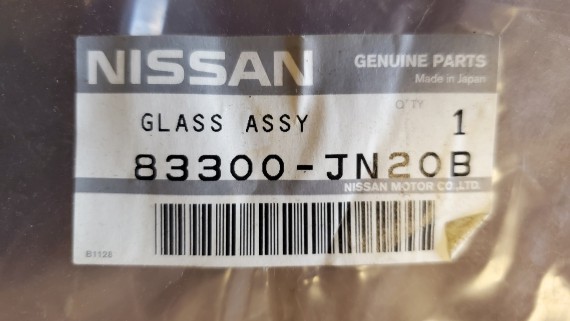 NISSAN
GENUINE PARTS
Made in Japan
Q'TY
GLASS ASSY 1
83300-JN20B
NISSAN MOTOR CO.,LTD.
B1128